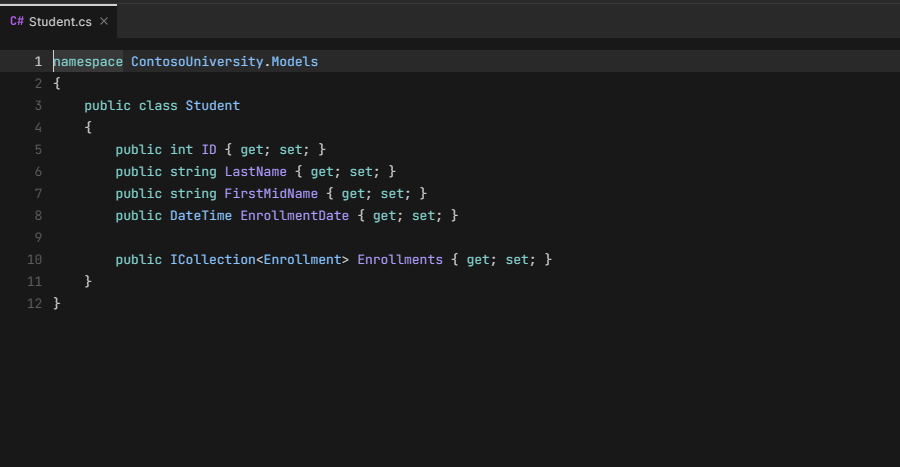 C# Student.cs ×
1 namespace ContosoUniversity.Models
2 {
3     public class Student
4     {
5         public int ID { get; set; }
6         public string LastName { get; set; }
7         public string FirstMidName { get; set; }
8         public DateTime EnrollmentDate { get; set; }
9
10         public ICollection<Enrollment> Enrollments { get; set; }
11     }
12 }